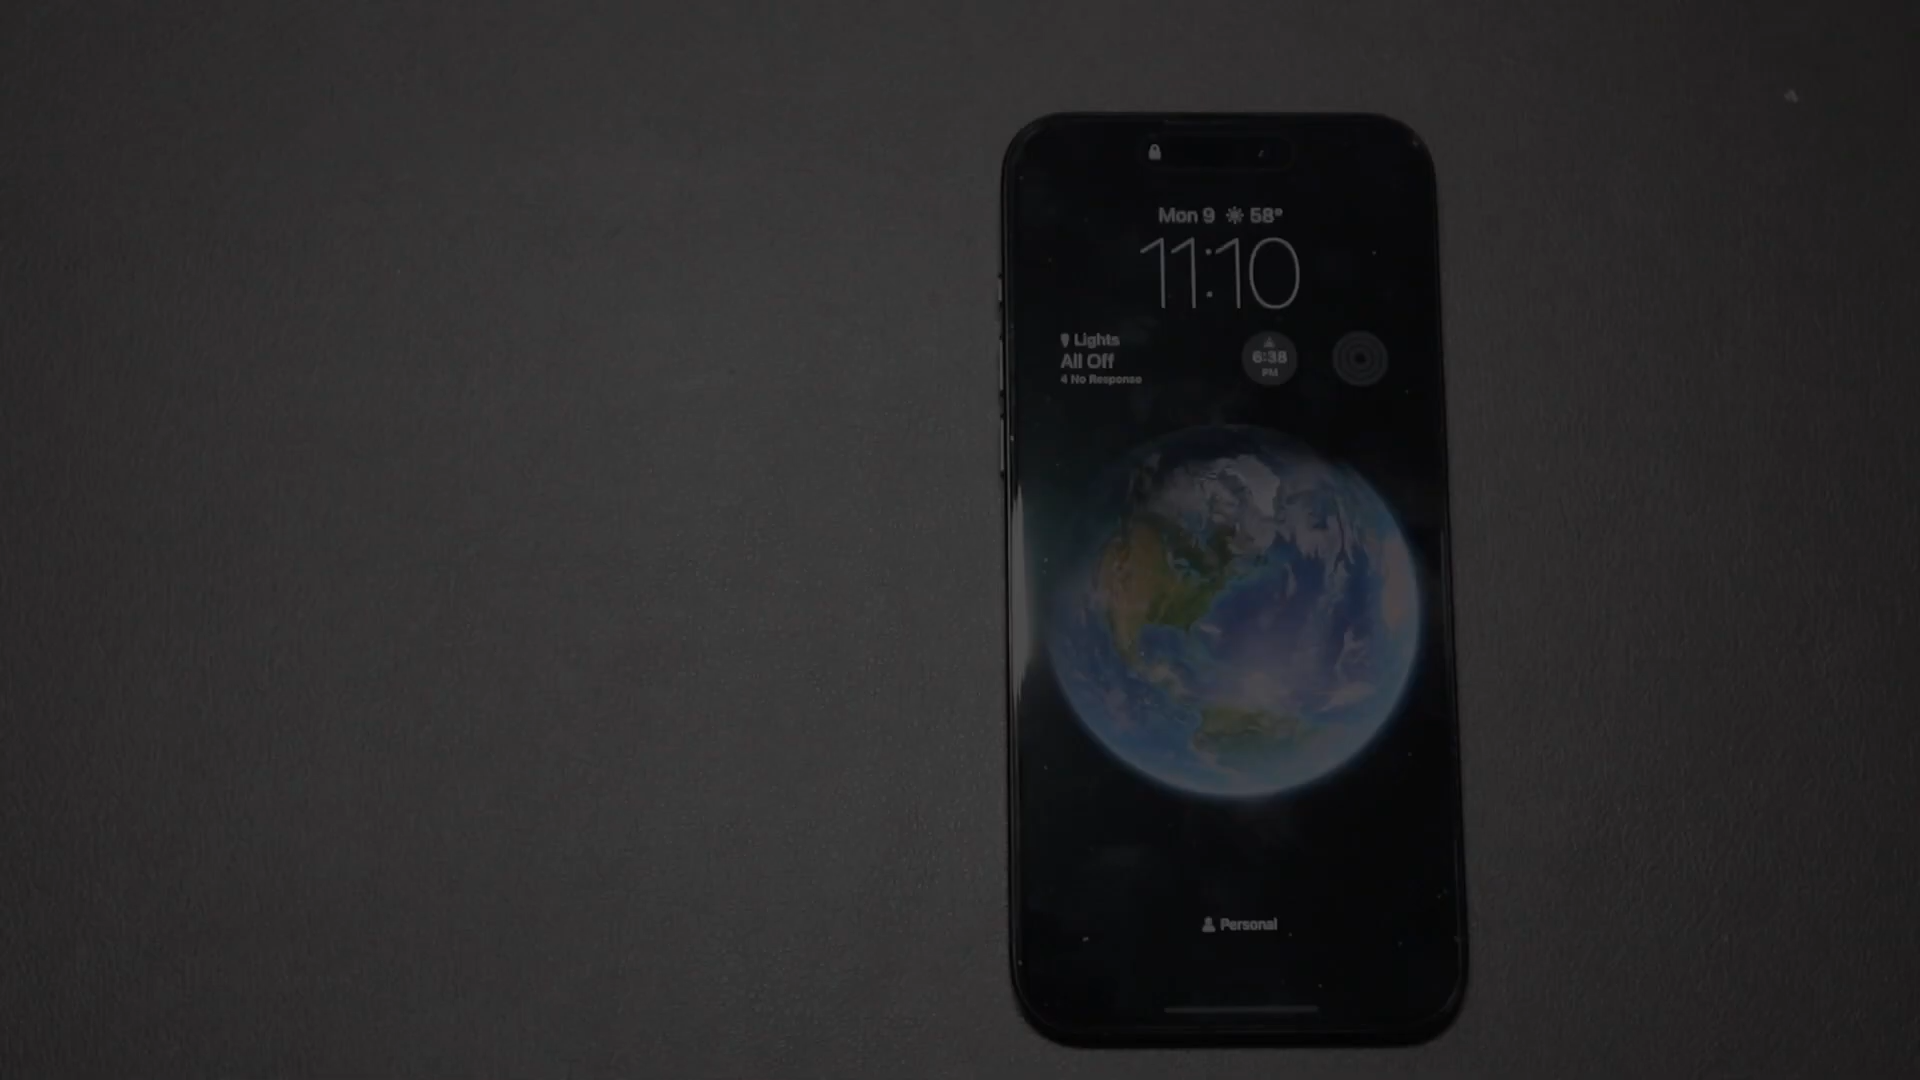 Mon 9 58°
11:10
Lights
All Off
4 No Response
6:38
PM
Personal